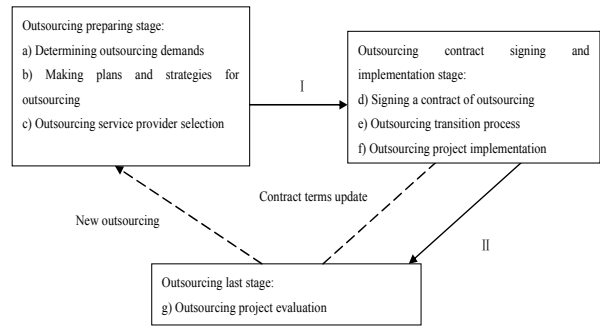 Outsourcing preparing stage:
a) Determining outsourcing demands
b) Making plans and strategies for
outsourcing
c) Outsourcing service provider selection
Ⅰ
Outsourcing contract signing and
implementation stage:
d) Signing a contract of outsourcing
e) Outsourcing transition process
f) Outsourcing project implementation
Contract terms update
New outsourcing
Ⅱ
Outsourcing last stage:
g) Outsourcing project evaluation